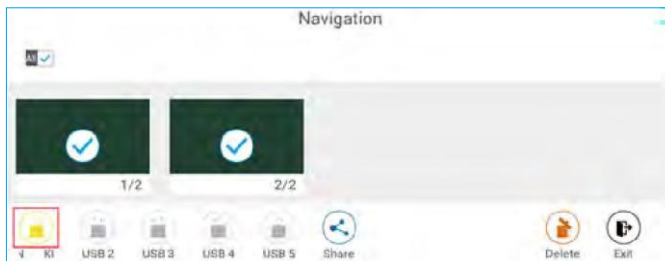 Navigation
All
1/2
2/2
USB 2
USB 3
USB 4
USB 5
Share
Delete
Exit